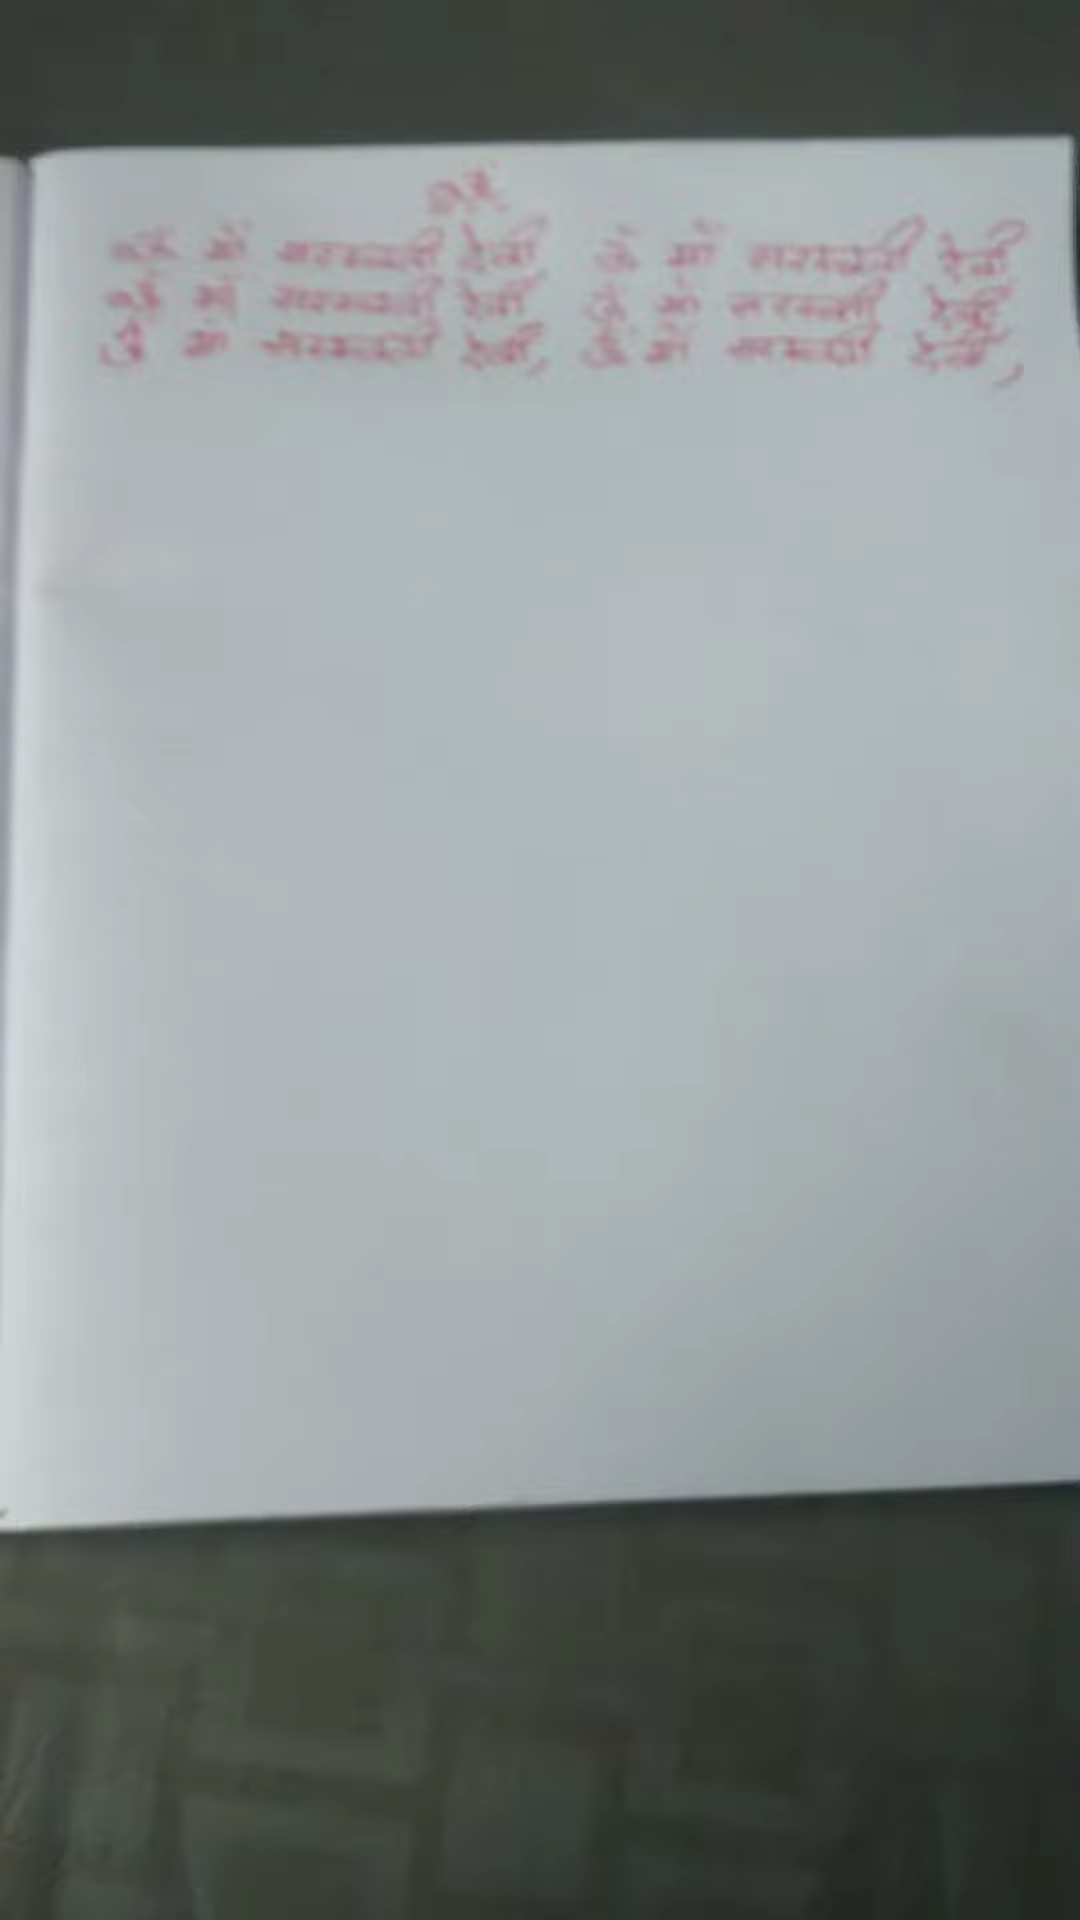 ॐ
ॐ मां सरस्वती देवी ॐ मां सरस्वती देवी
ॐ मां सरस्वती देवी ॐ मां सरस्वती देवी
ॐ मां सरस्वती देवी, ॐ मां सरस्वती देवी,